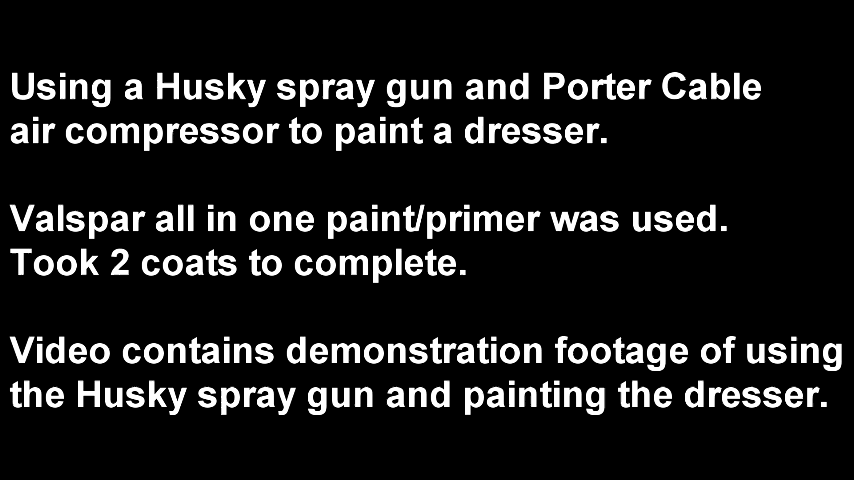 Using a Husky spray gun and Porter Cable
air compressor to paint a dresser.
Valspar all in one paint/primer was used.
Took 2 coats to complete.
Video contains demonstration footage of using
the Husky spray gun and painting the dresser.